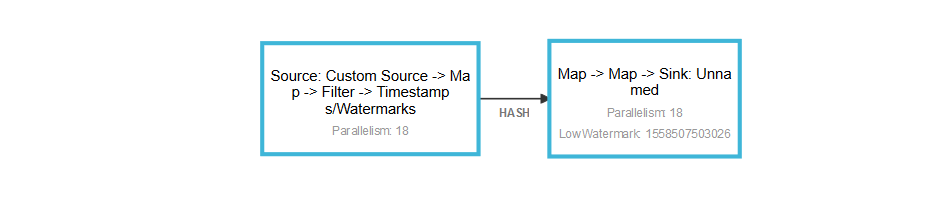 Source: Custom Source -> Ma
p -> Filter -> Timestamp
s/Watermarks
Parallelism: 18
HASH
Map -> Map -> Sink: Unna
med
Parallelism: 18
LowWatermark: 1558507503026